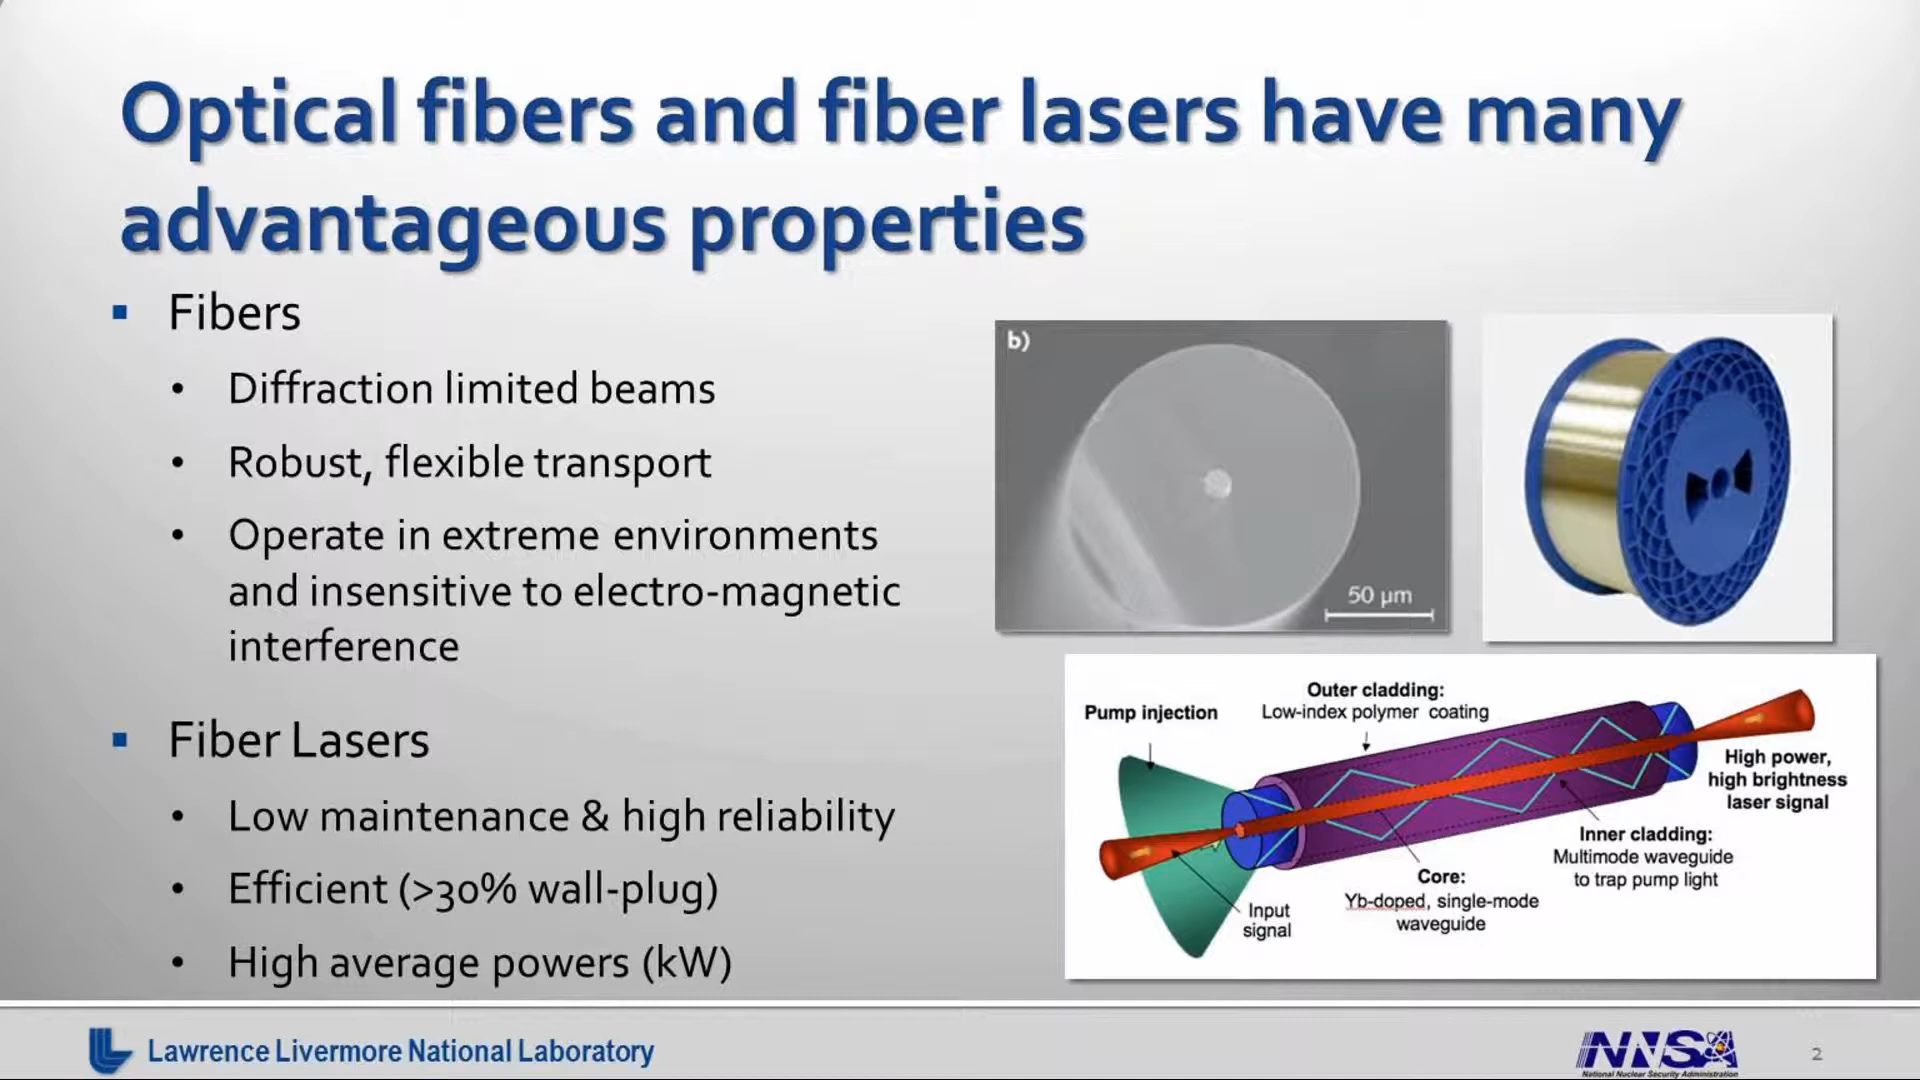 Optical fibers and fiber lasers have many
advantageous properties
Fibers
Diffraction limited beams
Robust, flexible transport
Operate in extreme environments
and insensitive to electro-magnetic
interference
Fiber Lasers
Low maintenance & high reliability
Efficient (>30% wall-plug)
High average powers (kW)
b)
50 µm
Pump injection
Outer cladding:
Low-index polymer coating
High power,
high brightness
laser signal
Inner cladding:
Multimode waveguide
to trap pump light
Core:
Yb-doped, single-mode
waveguide
Input
signal
Lawrence Livermore National Laboratory
NNSA
National Nuclear Security Administration
2